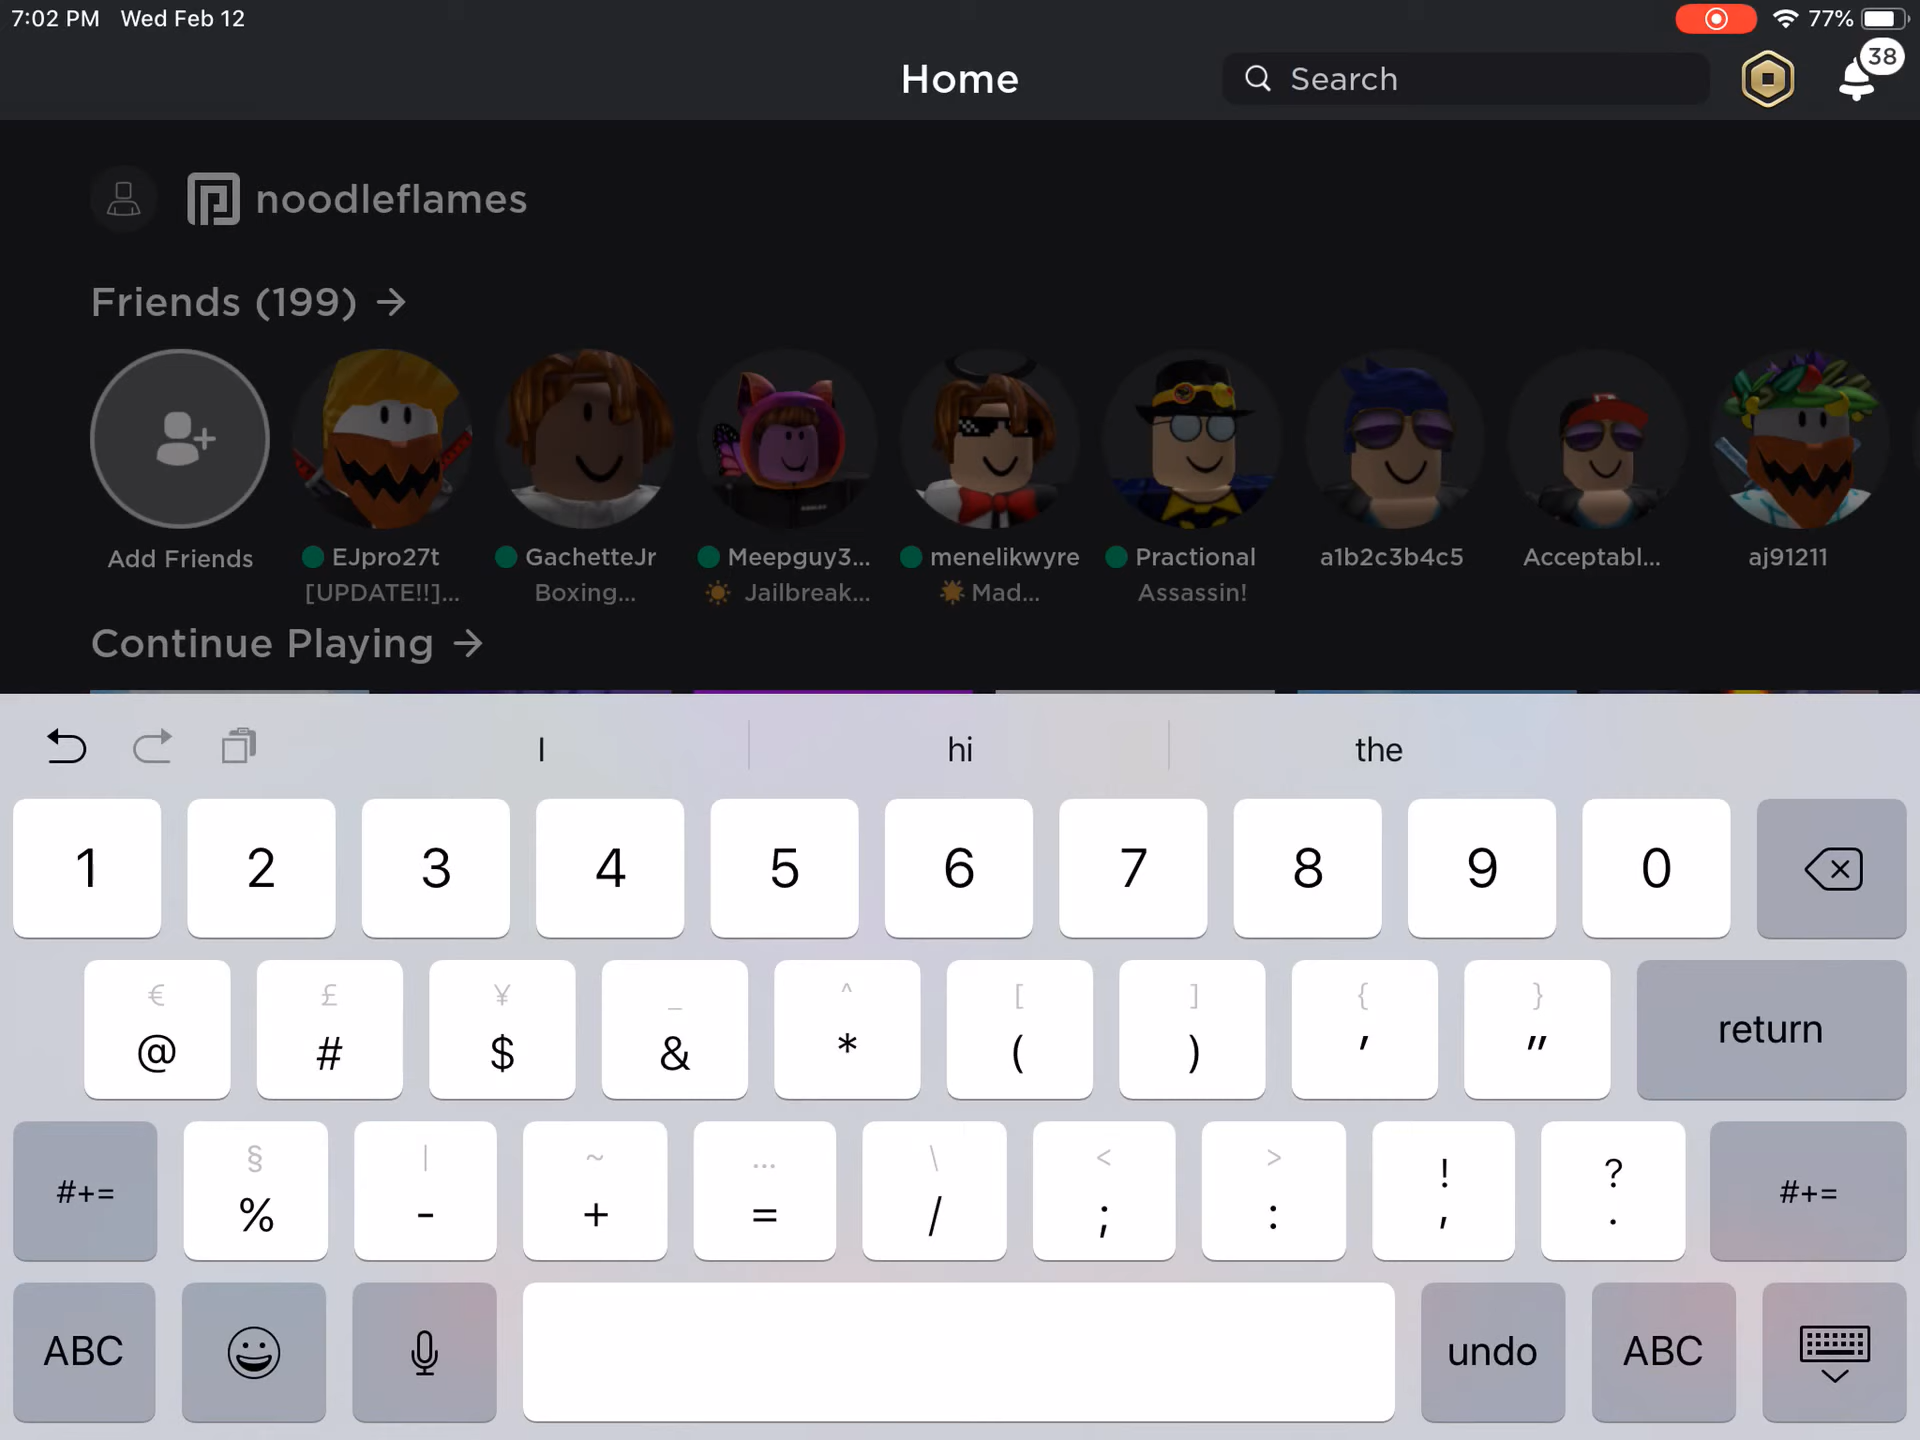 7:02 PM Wed Feb 12 77%
38
Home Search
noodleflames
Friends (199) →
Add Friends EJpro27t GachetteJr Meepguy3... menelikwyre Practional a1b2c3b4c5 Acceptabl... aj91211
[UPDATE!!]... Boxing... Jailbreak... Mad... Assassin!
Continue Playing →
I hi the
1 2 3 4 5 6 7 8 9 0
€ £ ¥ _ ^ [ ] { }
@ # $ & * ( ) ' " return
§ | ~ … \ < > ! ?
#+= % - + = / ; : , . #+=
ABC undo ABC